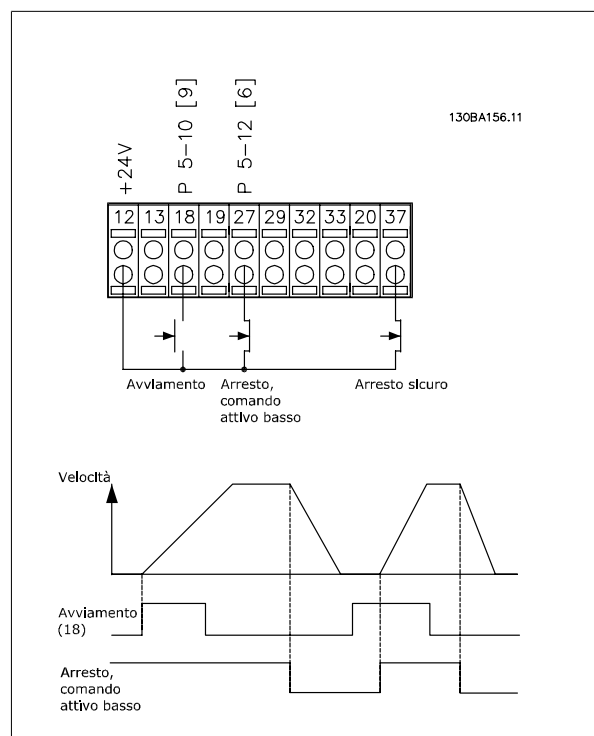 130BA156.11
+24V
P 5-10 [9]
P 5-12 [6]
12 13 18 19 27 29 32 33 20 37
Avviamento
Arresto,
comando
attivo basso
Arresto sicuro
Velocità
Avviamento
(18)
Arresto,
comando
attivo basso